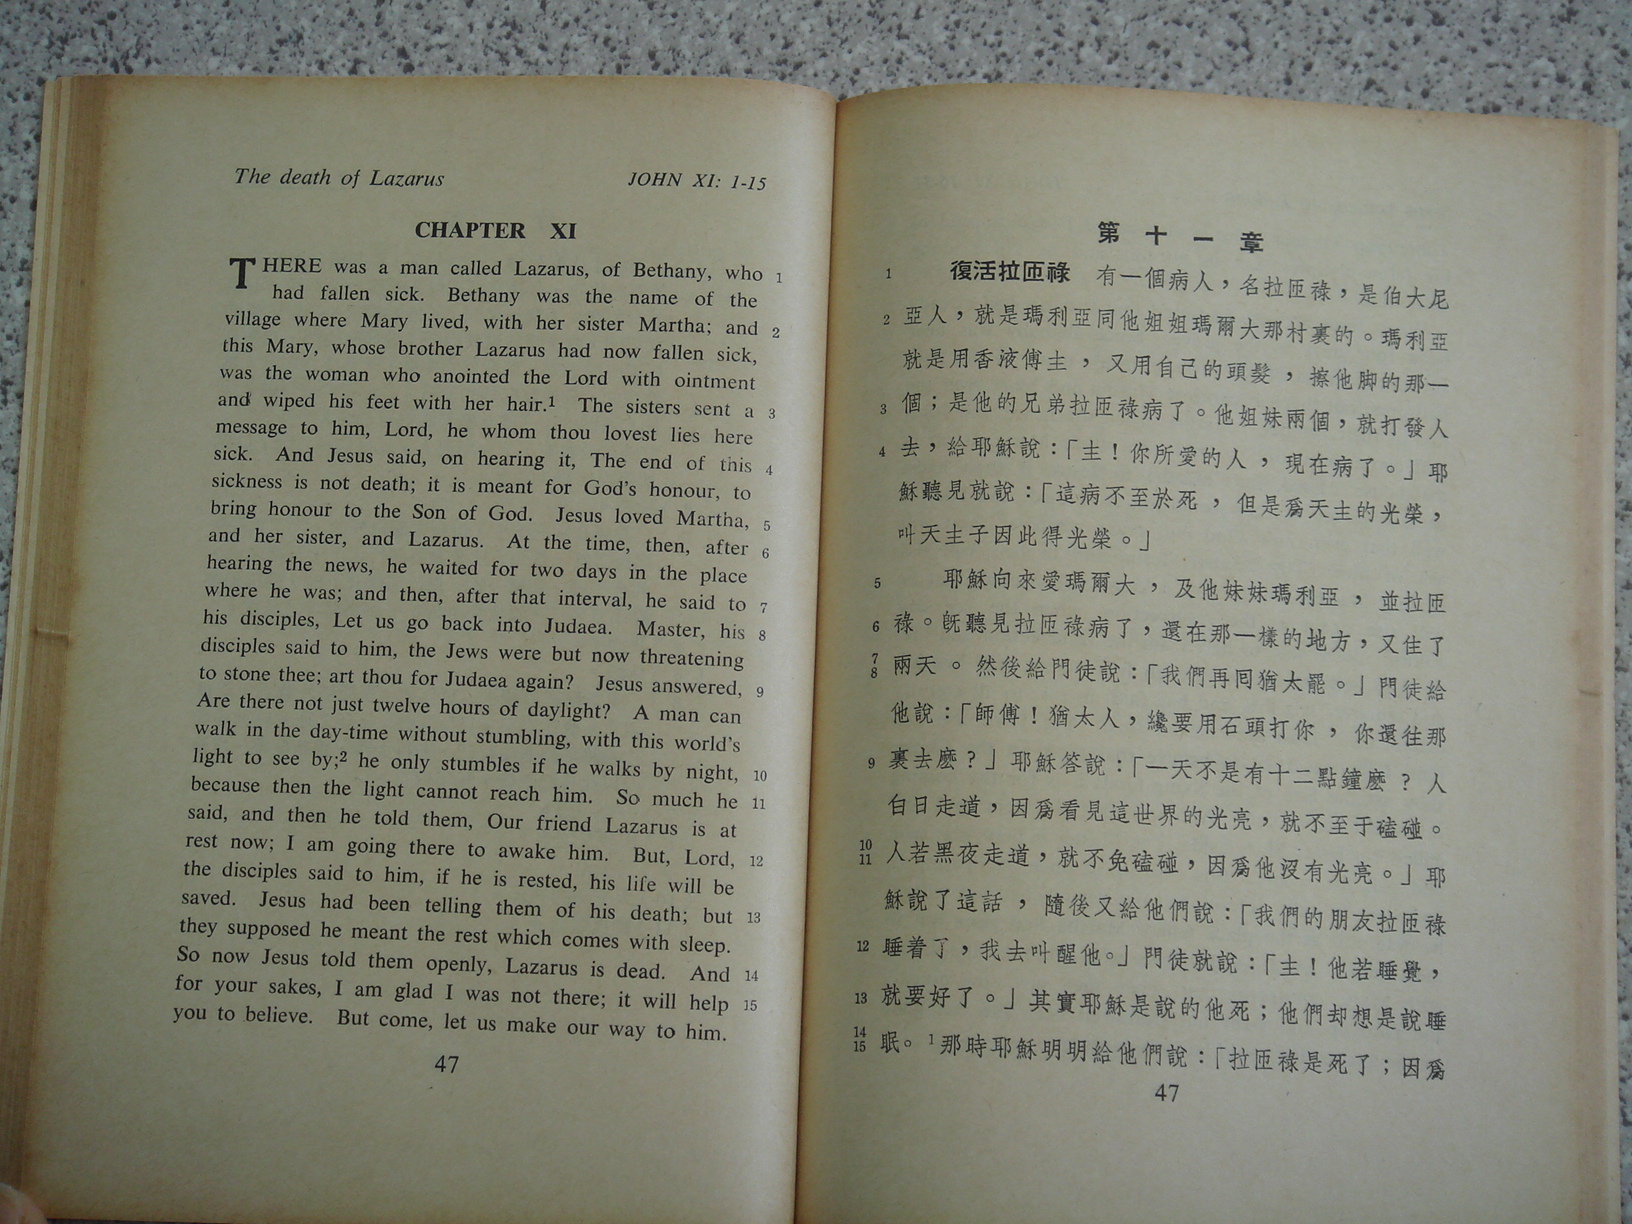 The death of Lazarus JOHN XI: 1-15
CHAPTER XI
THERE was a man called Lazarus, of Bethany, who 1
had fallen sick. Bethany was the name of the
village where Mary lived, with her sister Martha; and 2
this Mary, whose brother Lazarus had now fallen sick,
was the woman who anointed the Lord with ointment
and wiped his feet with her hair.¹ The sisters sent a 3
message to him, Lord, he whom thou lovest lies here
sick. And Jesus said, on hearing it, The end of this 4
sickness is not death; it is meant for God's honour, to
bring honour to the Son of God. Jesus loved Martha, 5
and her sister, and Lazarus. At the time, then, after 6
hearing the news, he waited for two days in the place
where he was; and then, after that interval, he said to 7
his disciples, Let us go back into Judaea. Master, his 8
disciples said to him, the Jews were but now threatening
to stone thee; art thou for Judaea again? Jesus answered, 9
Are there not just twelve hours of daylight? A man can
walk in the day-time without stumbling, with this world's
light to see by;² he only stumbles if he walks by night, 10
because then the light cannot reach him. So much he 11
said, and then he told them, Our friend Lazarus is at
rest now; I am going there to awake him. But, Lord, 12
the disciples said to him, if he is rested, his life will be
saved. Jesus had been telling them of his death; but 13
they supposed he meant the rest which comes with sleep.
So now Jesus told them openly, Lazarus is dead. And 14
for your sakes, I am glad I was not there; it will help 15
you to believe. But come, let us make our way to him.
47
第十一章
1 復活拉匝祿 有一個病人，名拉匝祿，是伯大尼
2 亞人，就是瑪利亞同他姐姐瑪爾大那村裏的。瑪利亞
就是用香液傅主，又用自己的頭髮，擦他脚的那一
3 個；是他的兄弟拉匝祿病了。他姐妹兩個，就打發人
4 去，給耶穌說：「主！你所愛的人，現在病了。」耶
穌聽見就說：「這病不至於死，但是爲天主的光榮，
叫天主子因此得光榮。」
5 耶穌向來愛瑪爾大，及他妹妹瑪利亞，並拉匝
6 祿。旣聽見拉匝祿病了，還在那一樣的地方，又住了
7 8 兩天。然後給門徒說：「我們再囘猶太罷。」門徒給
他說：「師傅！猶太人，纔要用石頭打你，你還往那
9 裏去麽？」耶穌答說：「一天不是有十二點鐘麽？人
白日走道，因爲看見這世界的光亮，就不至于磕碰。
10 11 人若黑夜走道，就不免磕碰，因爲他沒有光亮。」耶
穌說了這話，隨後又給他們說：「我們的朋友拉匝祿
12 睡着了，我去叫醒他。」門徒就說：「主！他若睡覺，
13 就要好了。」其實耶穌是說的他死；他們却想是說睡
14 15 眠。¹那時耶穌明明給他們說：「拉匝祿是死了；因爲
47